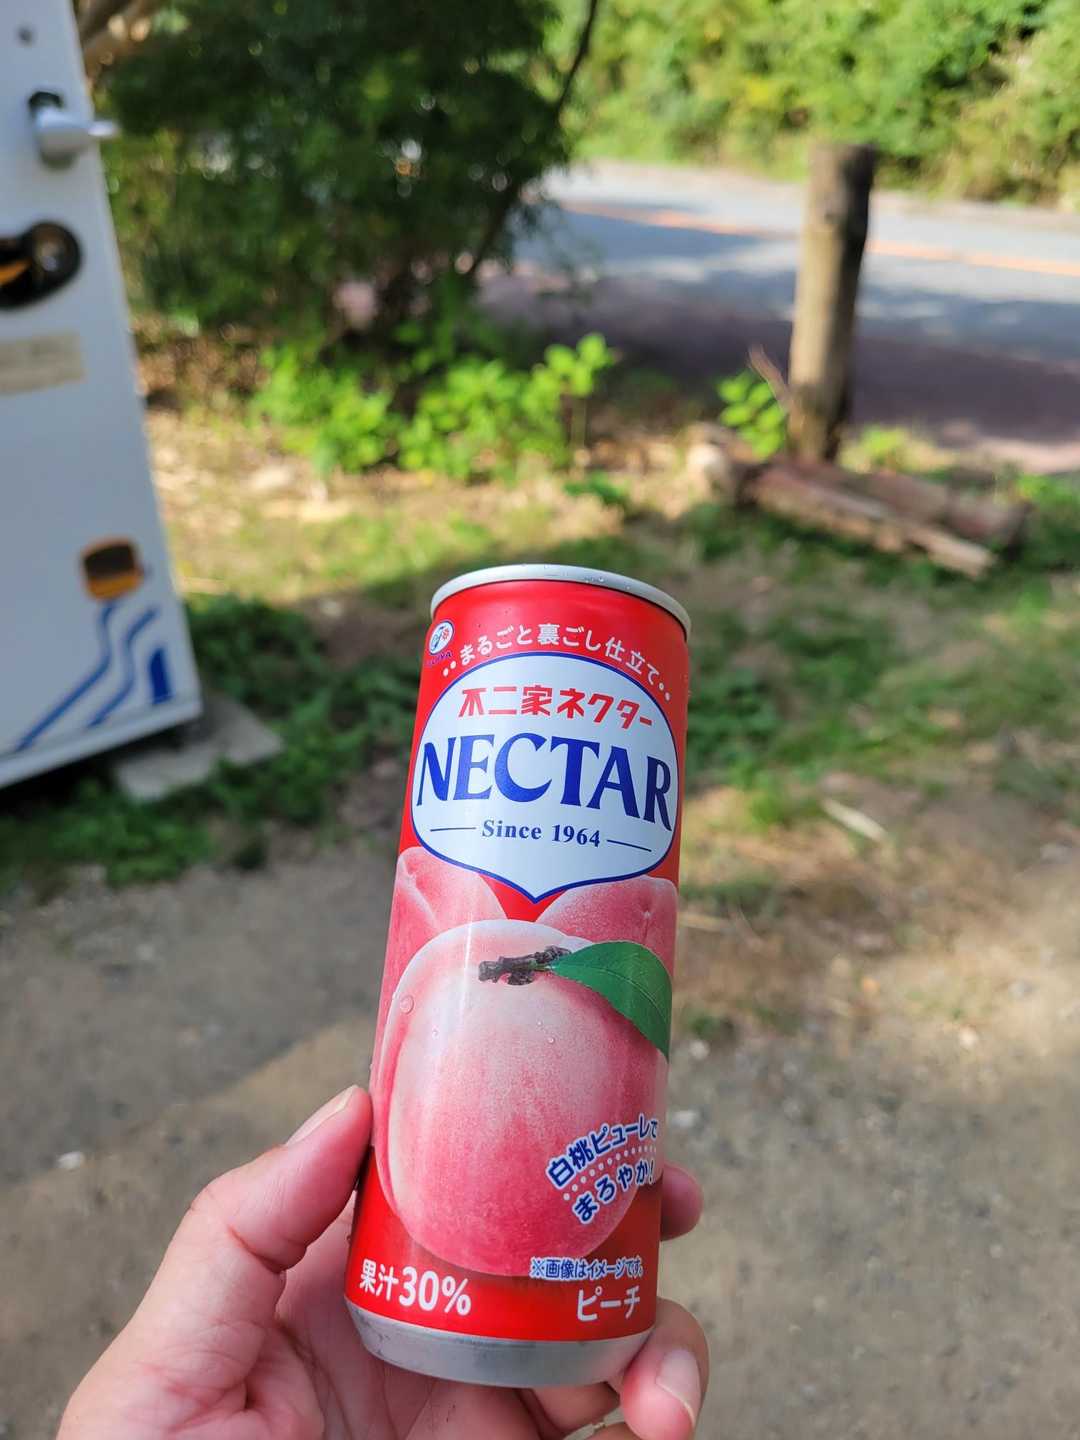 まるごと裏ごし仕立て
不二家ネクター
NECTAR
Since 1964
白桃ピューレで
まろやか!
※画像はイメージです。
果汁30%
ピーチ